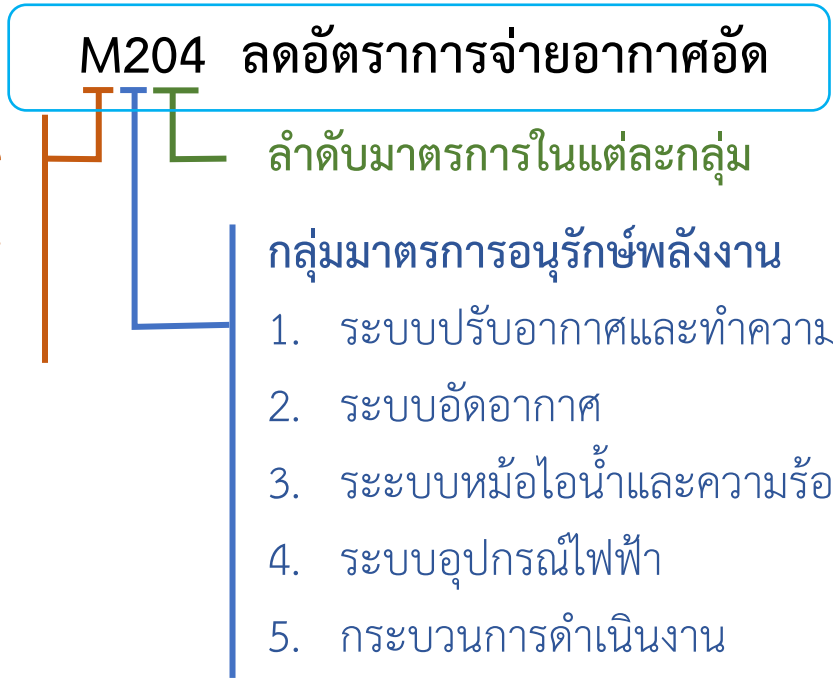 M204 ลดอัตราการจ่ายอากาศอัด
ลำดับมาตรการในแต่ละกลุ่ม
กลุ่มมาตรการอนุรักษ์พลังงาน
1. ระบบปรับอากาศและทำความ
2. ระบบอัดอากาศ
3. ระะบบหม้อไอน้ำและความร้อ
4. ระบบอุปกรณ์ไฟฟ้า
5. กระบวนการดำเนินงาน